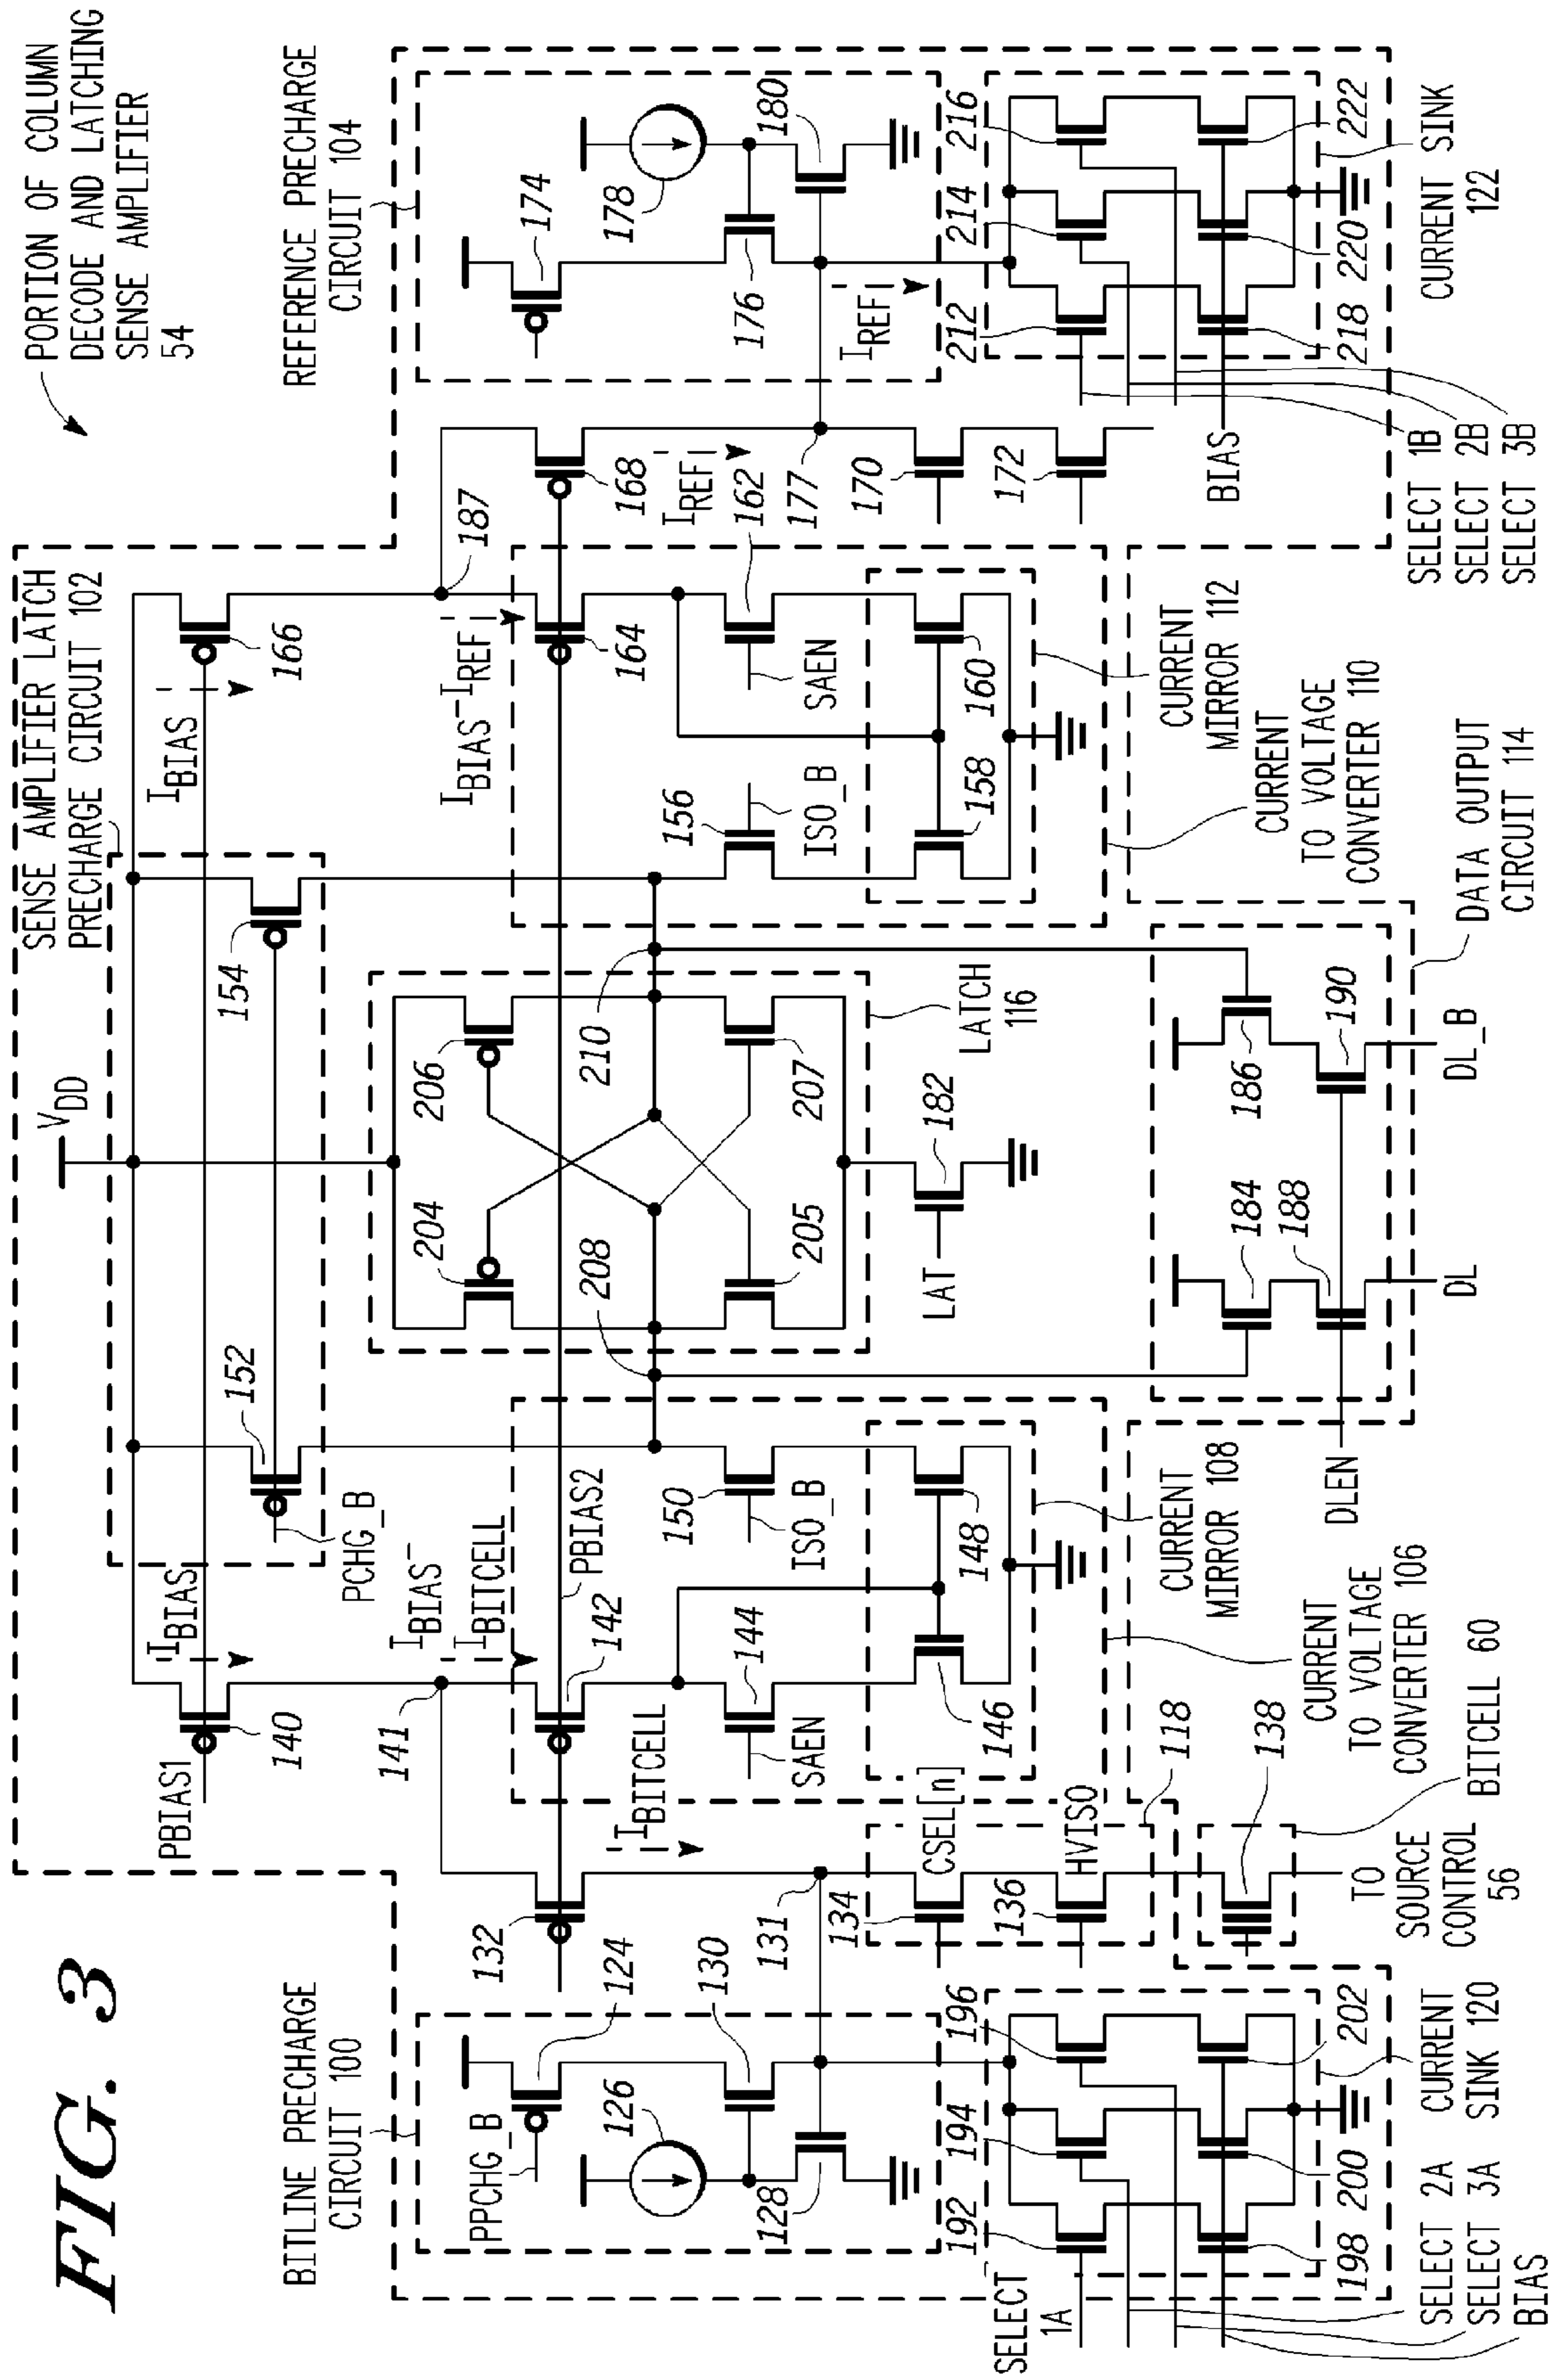 FIG. 3
PORTION OF COLUMN
DECODE AND LATCHING
SENSE AMPLIFIER
54
BITLINE PRECHARGE
CIRCUIT 100
PPCHG_B
124
126
130
128
131
132
SELECT
1A
192
194
196
198
200
202
SELECT 2A
SELECT 3A
BIAS
CURRENT
SINK 120
134
CSEL[n]
136
HVISO
118
138
BITCELL 60
TO
SOURCE
CONTROL
56
PBIAS1
140
141
IBIAS
IBIAS-
IBITCELL
IBITCELL
142
PBIAS2
144
SAEN
146
148
150
ISO_B
CURRENT
MIRROR 108
CURRENT
TO VOLTAGE
CONVERTER 106
SENSE AMPLIFIER LATCH
PRECHARGE CIRCUIT 102
PCHG_B
152
154
VDD
204
206
208
210
205
207
LATCH
116
LAT
182
184
186
188
190
DLEN
DL
DL_B
DATA OUTPUT
CIRCUIT 114
IBIAS
166
187
IBIAS-IREF
164
162
SAEN
156
ISO_B
158
160
CURRENT
MIRROR 112
CURRENT
TO VOLTAGE
CONVERTER 110
168
IREF
177
170
172
REFERENCE PRECHARGE
CIRCUIT 104
174
176
178
180
IREF
212
214
216
218
220
222
BIAS
SELECT 1B
SELECT 2B
SELECT 3B
CURRENT SINK
122